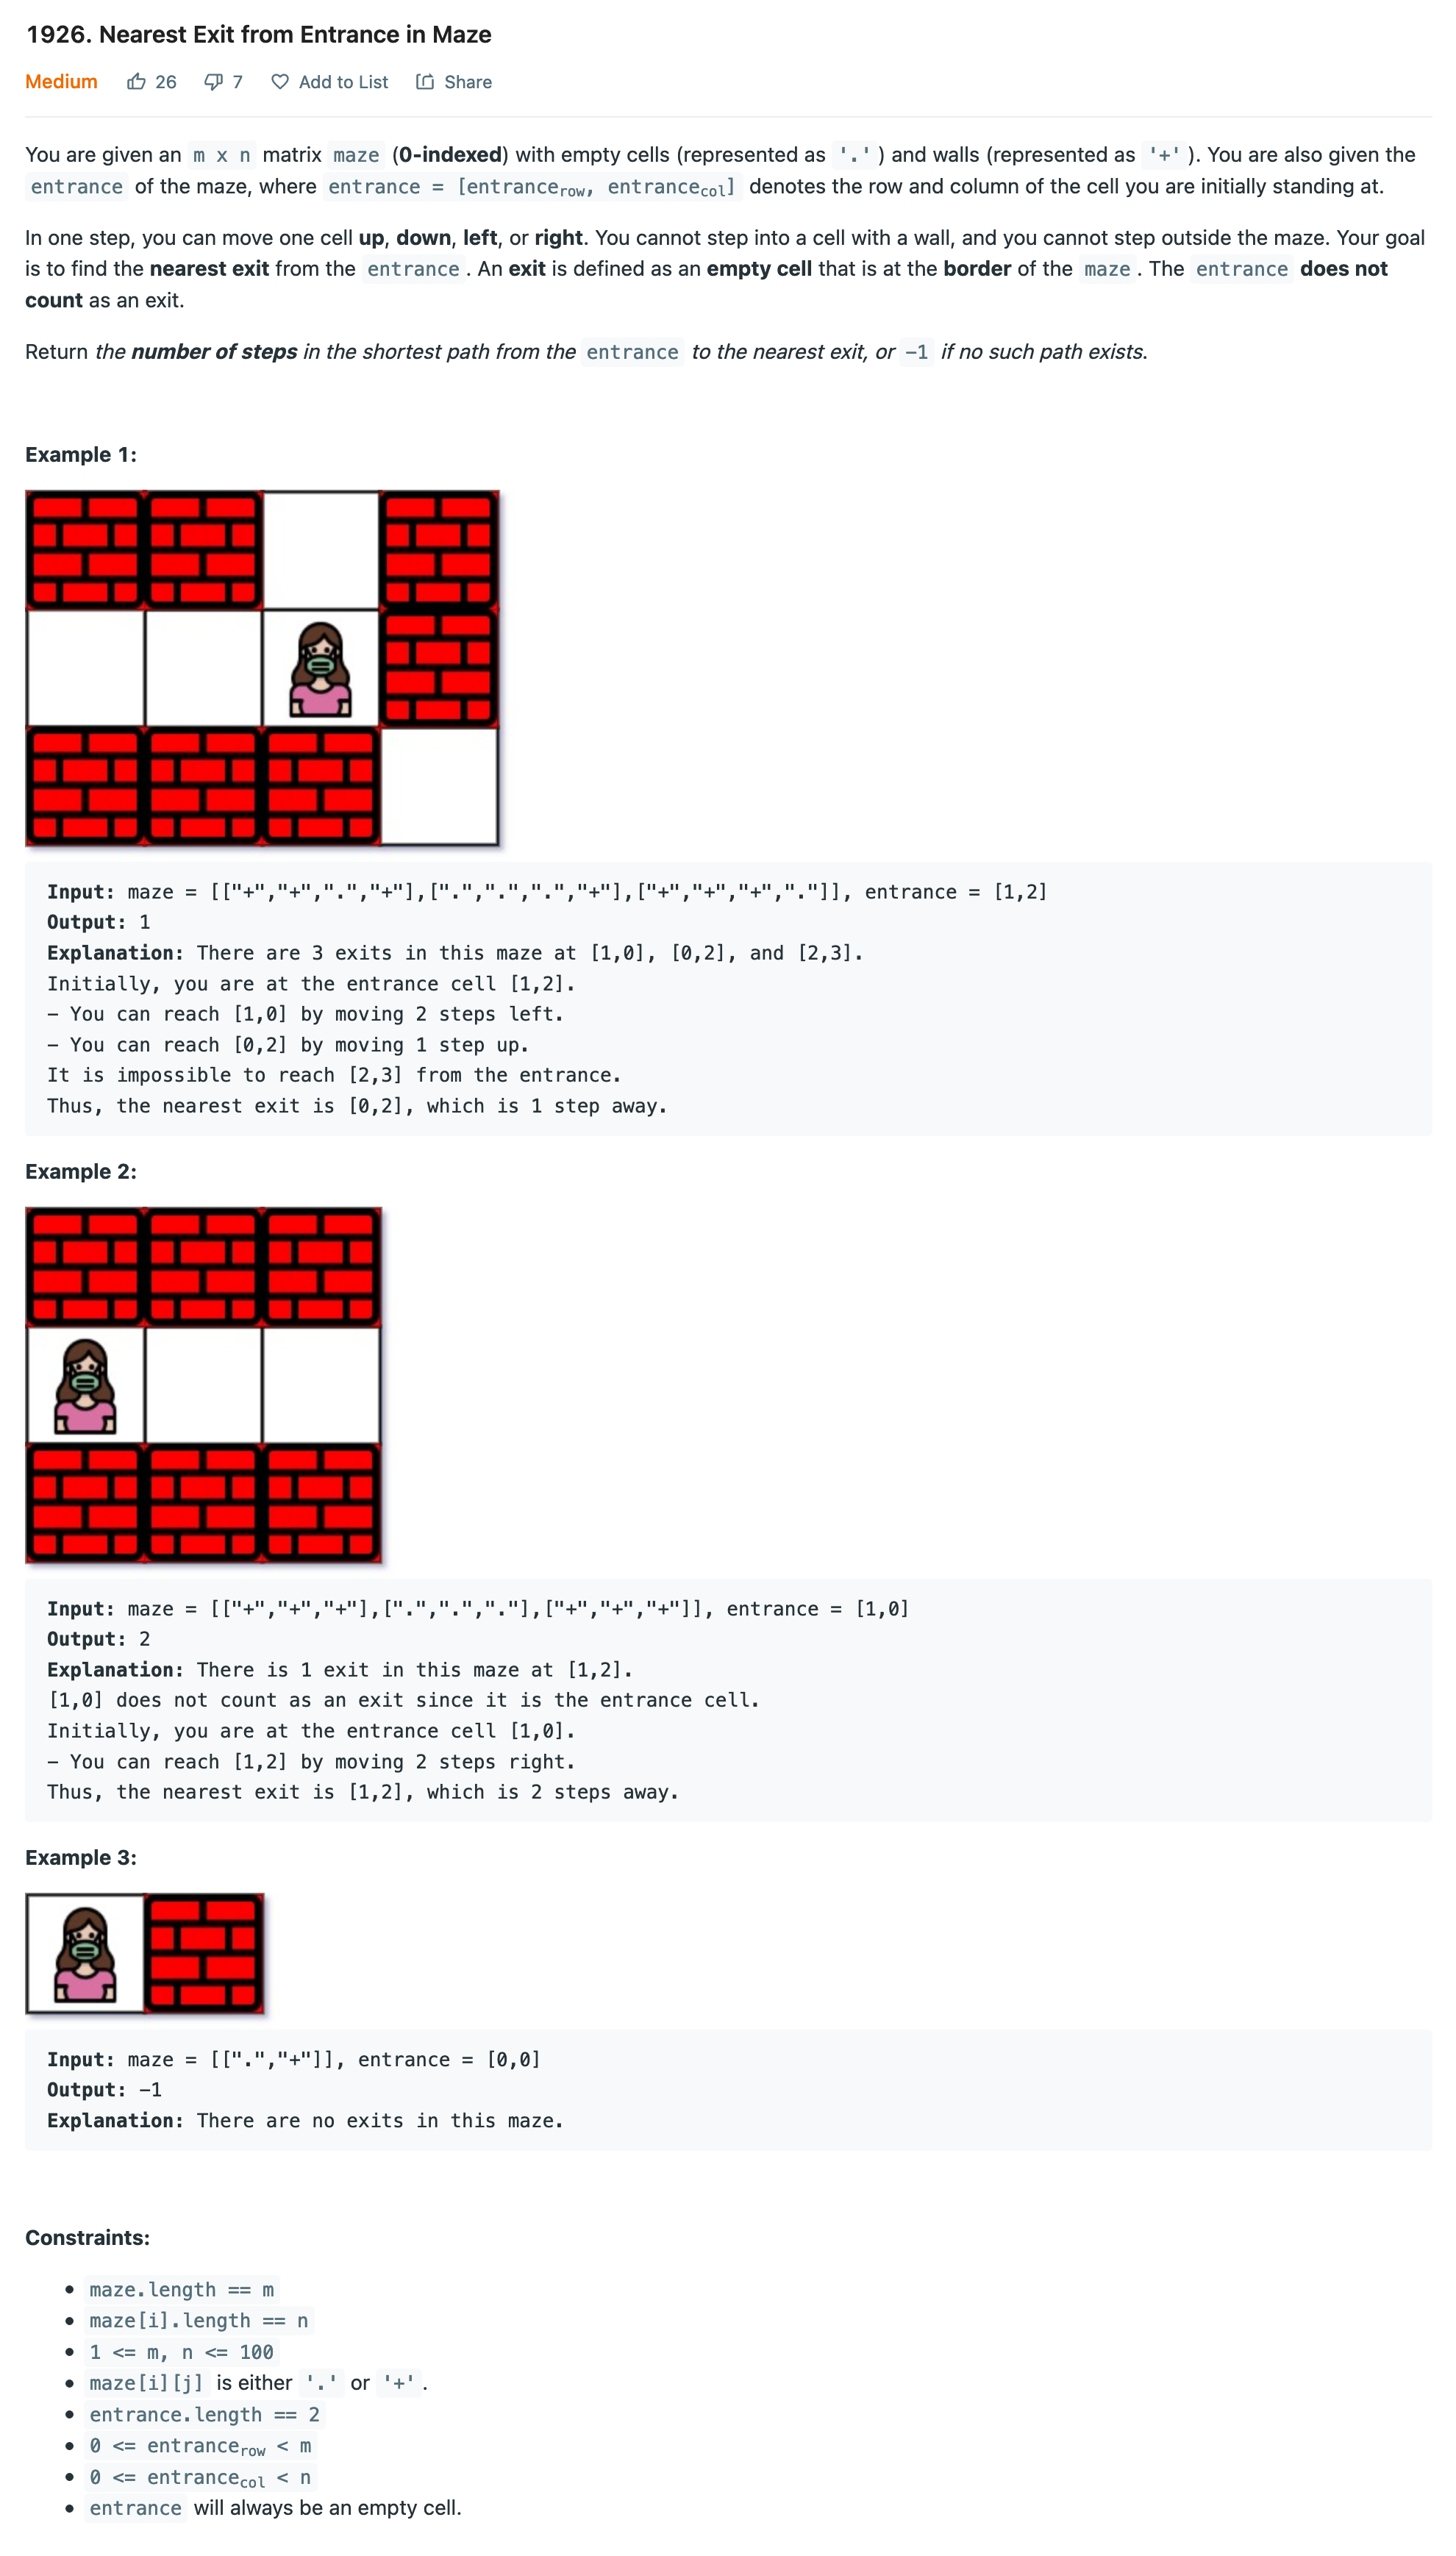 1926. Nearest Exit from Entrance in Maze
Medium 26 7 Add to List Share
You are given an m x n matrix maze (0-indexed) with empty cells (represented as '.') and walls (represented as '+'). You are also given the
entrance of the maze, where entrance = [entrancerow, entrancecol] denotes the row and column of the cell you are initially standing at.
In one step, you can move one cell up, down, left, or right. You cannot step into a cell with a wall, and you cannot step outside the maze. Your goal
is to find the nearest exit from the entrance. An exit is defined as an empty cell that is at the border of the maze. The entrance does not
count as an exit.
Return the number of steps in the shortest path from the entrance to the nearest exit, or -1 if no such path exists.
Example 1:
Input: maze = [["+","+",".","+"],[".",".",".","+"],["+","+","+","."]], entrance = [1,2]
Output: 1
Explanation: There are 3 exits in this maze at [1,0], [0,2], and [2,3].
Initially, you are at the entrance cell [1,2].
- You can reach [1,0] by moving 2 steps left.
- You can reach [0,2] by moving 1 step up.
It is impossible to reach [2,3] from the entrance.
Thus, the nearest exit is [0,2], which is 1 step away.
Example 2:
Input: maze = [["+","+","+"],[".",".","."],["+","+","+"]], entrance = [1,0]
Output: 2
Explanation: There is 1 exit in this maze at [1,2].
[1,0] does not count as an exit since it is the entrance cell.
Initially, you are at the entrance cell [1,0].
- You can reach [1,2] by moving 2 steps right.
Thus, the nearest exit is [1,2], which is 2 steps away.
Example 3:
Input: maze = [[".","+"]], entrance = [0,0]
Output: -1
Explanation: There are no exits in this maze.
Constraints:
• maze.length == m
• maze[i].length == n
• 1 <= m, n <= 100
• maze[i][j] is either '.' or '+'.
• entrance.length == 2
• 0 <= entrancerow < m
• 0 <= entrancecol < n
• entrance will always be an empty cell.